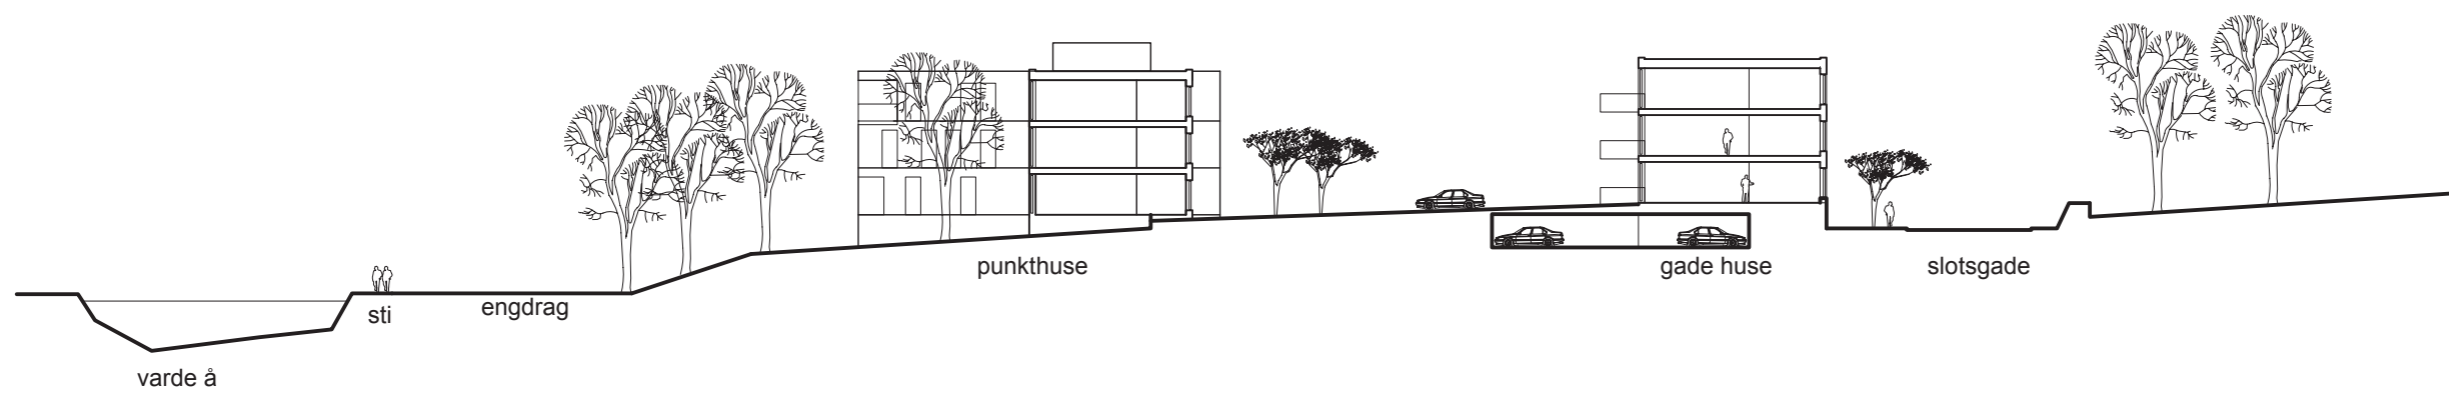 varde å
sti
engdrag
punkthuse
gade huse
slotsgade